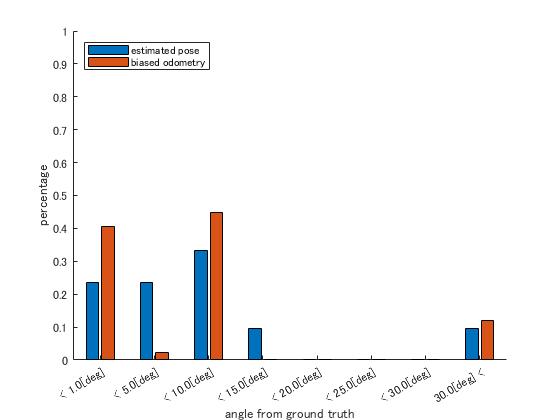 1
0.9
0.8
0.7
0.6
0.5
0.4
0.3
0.2
0.1
0
percentage
estimated pose
biased odometry
< 1.0[deg]
< 5.0[deg]
< 10.0[deg]
< 15.0[deg]
< 20.0[deg]
< 25.0[deg]
< 30.0[deg]
30.0[deg] <
angle from ground truth